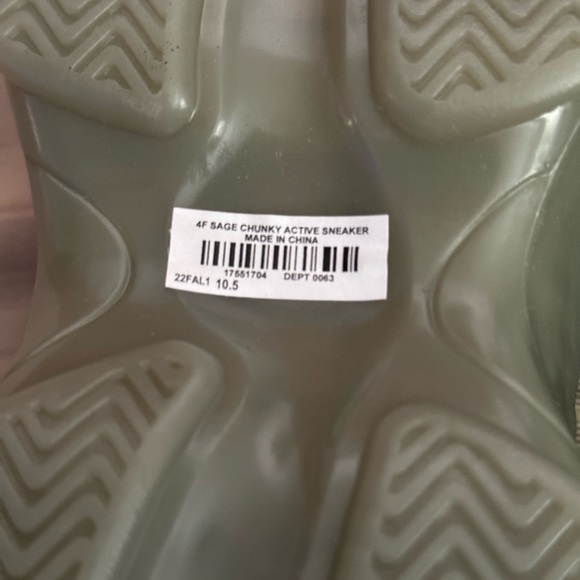 4F SAGE CHUNKY ACTIVE SNEAKER
MADE IN CHINA
17551704 DEPT 0063
22FAL1 10.5